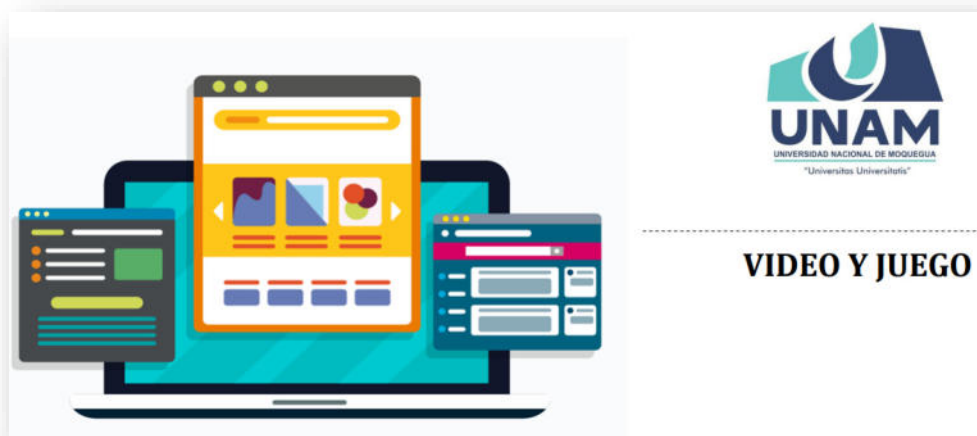 UNAM
UNIVERSIDAD NACIONAL DE MOQUEGUA
"Universitas Universitatis"
VIDEO Y JUEGO